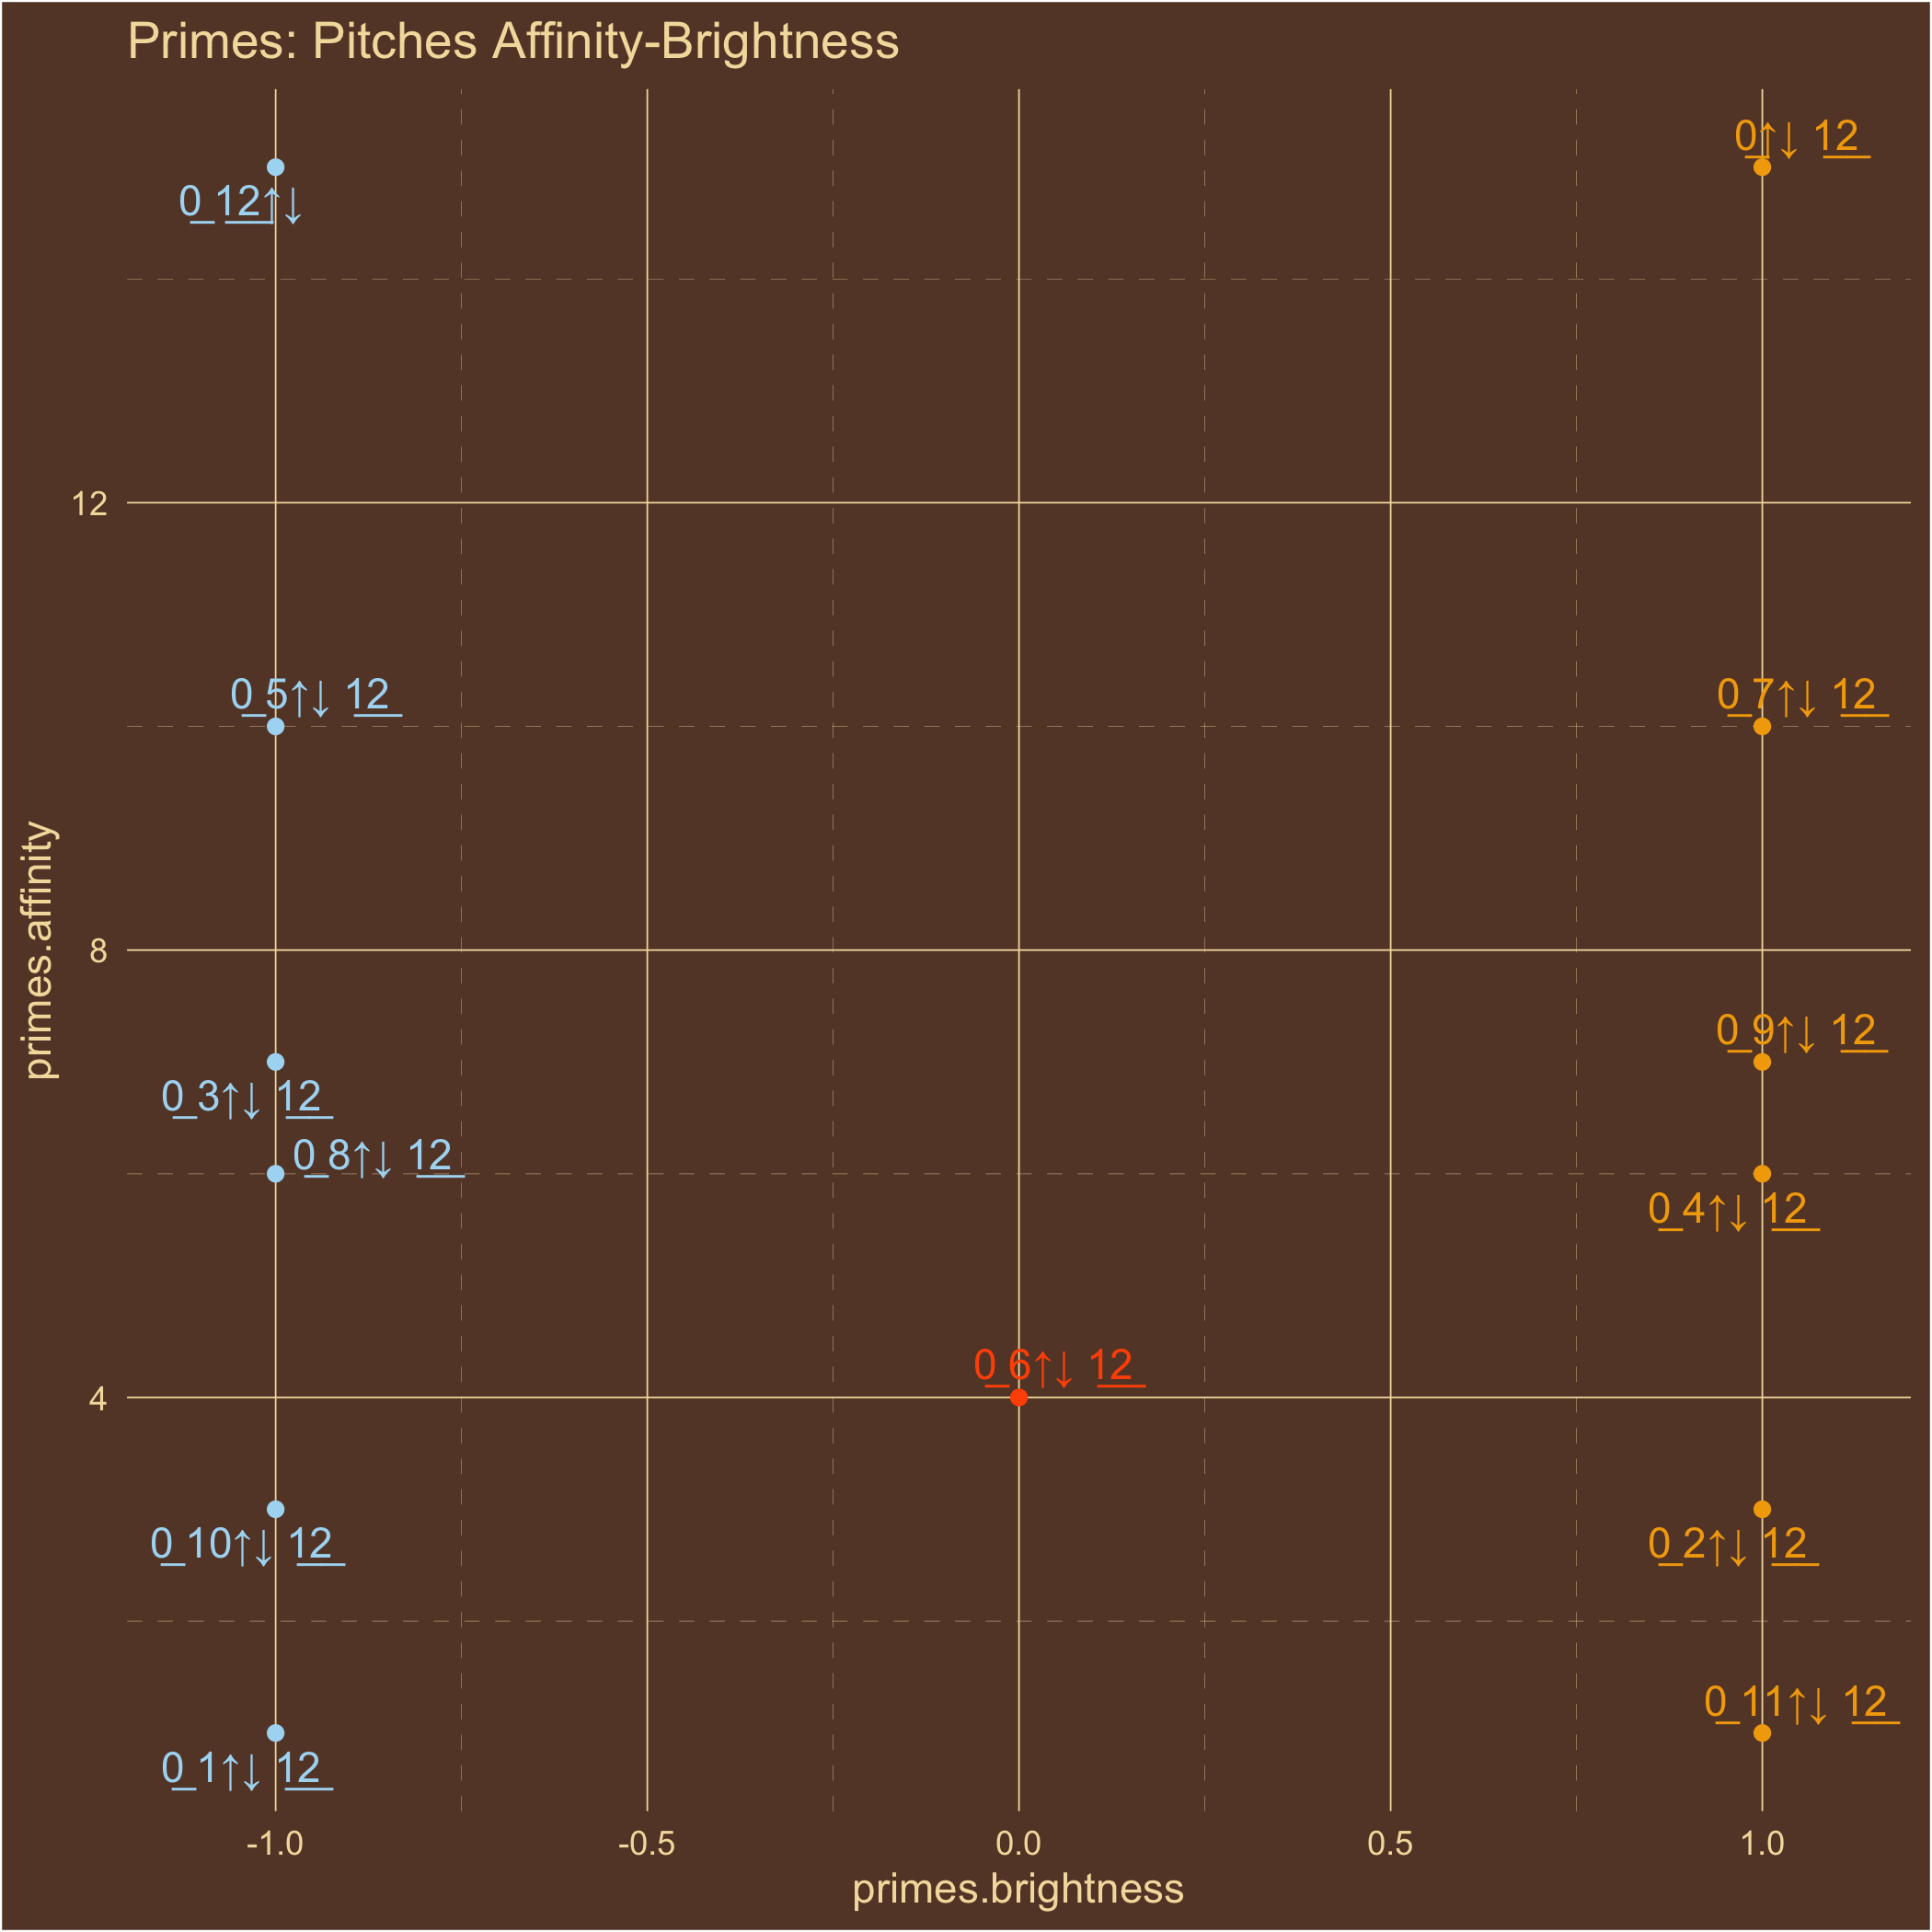 Primes: Pitches Affinity-Brightness
0↑↓ 12
0 12↑↓
12
0 5↑↓ 12
0 7↑↓ 12
8
0 9↑↓ 12
0 3↑↓ 12
0 8↑↓ 12
0 4↑↓ 12
0 6↑↓ 12
4
0 10↑↓ 12
0 2↑↓ 12
0 11↑↓ 12
0 1↑↓ 12
primes.affinity
-1.0 -0.5 0.0 0.5 1.0
primes.brightness